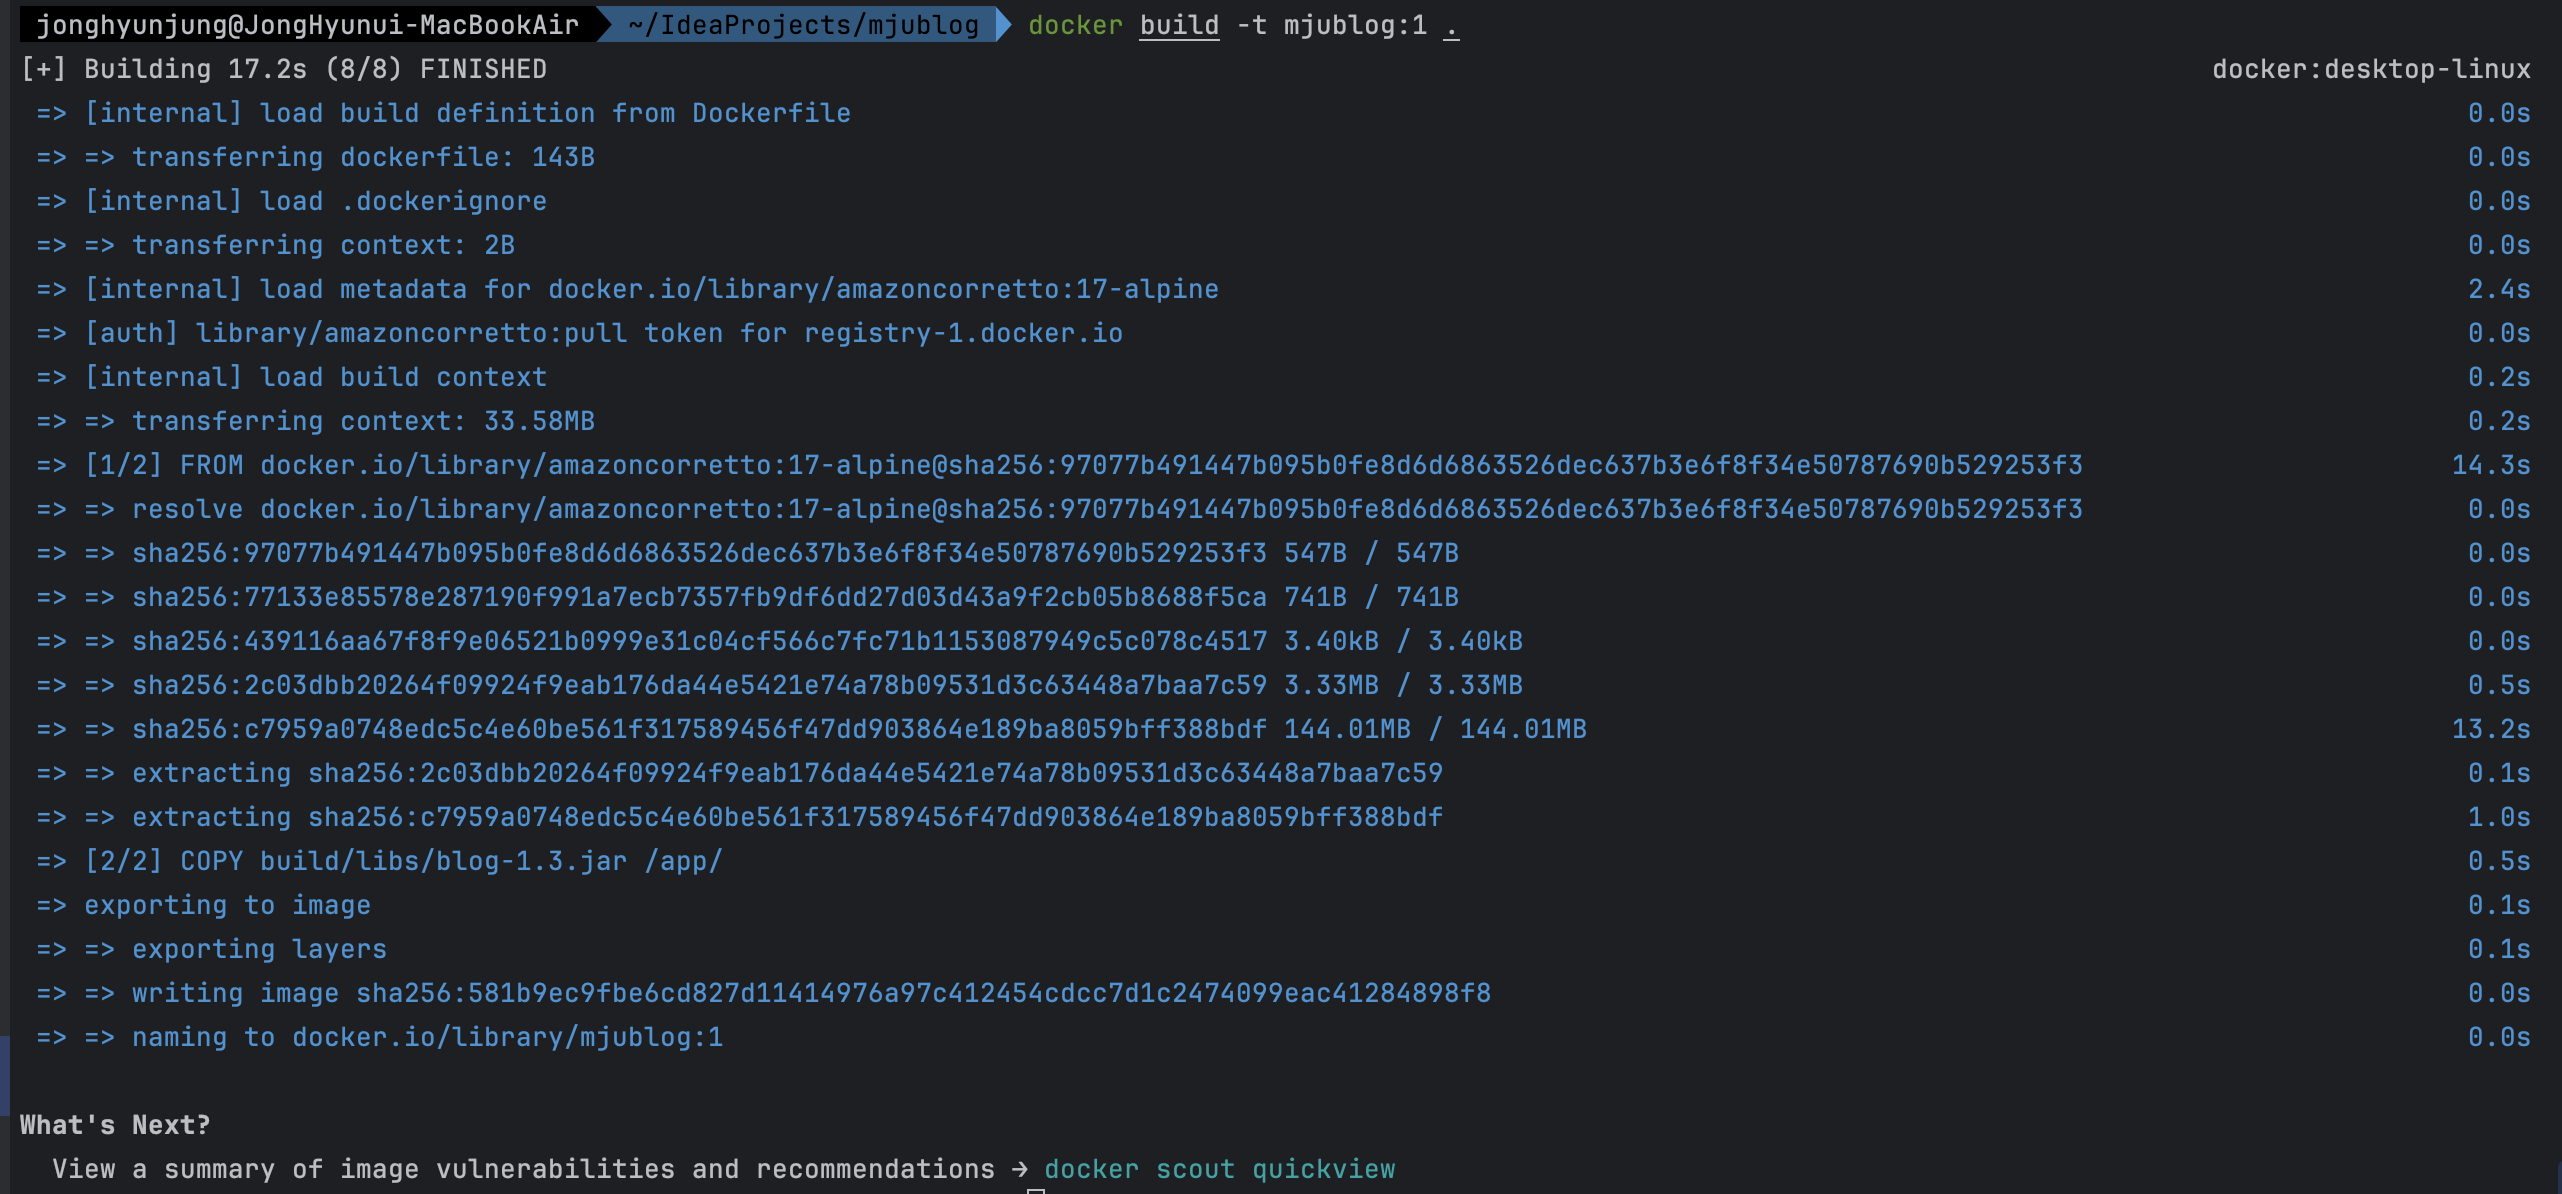 jonghyunjung@JongHyunui-MacBookAir ~/IdeaProjects/mjublog docker build -t mjublog:1 .
[+] Building 17.2s (8/8) FINISHED docker:desktop-linux
=> [internal] load build definition from Dockerfile 0.0s
=> => transferring dockerfile: 143B 0.0s
=> [internal] load .dockerignore 0.0s
=> => transferring context: 2B 0.0s
=> [internal] load metadata for docker.io/library/amazoncorretto:17-alpine 2.4s
=> [auth] library/amazoncorretto:pull token for registry-1.docker.io 0.0s
=> [internal] load build context 0.2s
=> => transferring context: 33.58MB 0.2s
=> [1/2] FROM docker.io/library/amazoncorretto:17-alpine@sha256:97077b491447b095b0fe8d6d6863526dec637b3e6f8f34e50787690b529253f3 14.3s
=> => resolve docker.io/library/amazoncorretto:17-alpine@sha256:97077b491447b095b0fe8d6d6863526dec637b3e6f8f34e50787690b529253f3 0.0s
=> => sha256:97077b491447b095b0fe8d6d6863526dec637b3e6f8f34e50787690b529253f3 547B / 547B 0.0s
=> => sha256:77133e85578e287190f991a7ecb7357fb9df6dd27d03d43a9f2cb05b8688f5ca 741B / 741B 0.0s
=> => sha256:439116aa67f8f9e06521b0999e31c04cf566c7fc71b1153087949c5c078c4517 3.40kB / 3.40kB 0.0s
=> => sha256:2c03dbb20264f09924f9eab176da44e5421e74a78b09531d3c63448a7baa7c59 3.33MB / 3.33MB 0.5s
=> => sha256:c7959a0748edc5c4e60be561f317589456f47dd903864e189ba8059bff388bdf 144.01MB / 144.01MB 13.2s
=> => extracting sha256:2c03dbb20264f09924f9eab176da44e5421e74a78b09531d3c63448a7baa7c59 0.1s
=> => extracting sha256:c7959a0748edc5c4e60be561f317589456f47dd903864e189ba8059bff388bdf 1.0s
=> [2/2] COPY build/libs/blog-1.3.jar /app/ 0.5s
=> exporting to image 0.1s
=> => exporting layers 0.1s
=> => writing image sha256:581b9ec9fbe6cd827d11414976a97c412454cdcc7d1c2474099eac41284898f8 0.0s
=> => naming to docker.io/library/mjublog:1 0.0s
What's Next?
View a summary of image vulnerabilities and recommendations → docker scout quickview